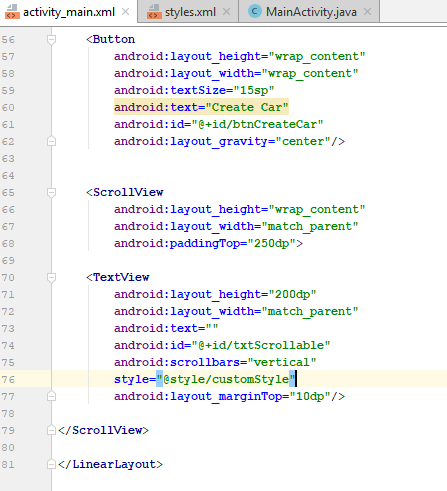 activity_main.xml × styles.xml × C MainActivity.java ×
56 <Button
57 android:layout_height="wrap_content"
58 android:layout_width="wrap_content"
59 android:textSize="15sp"
60 android:text="Create Car"
61 android:id="@+id/btnCreateCar"
62 android:layout_gravity="center"/>
63
64
65 <ScrollView
66 android:layout_height="wrap_content"
67 android:layout_width="match_parent"
68 android:paddingTop="250dp">
69
70 <TextView
71 android:layout_height="200dp"
72 android:layout_width="match_parent"
73 android:text=""
74 android:id="@+id/txtScrollable"
75 android:scrollbars="vertical"
76 style="@style/customStyle"
77 android:layout_marginTop="10dp"/>
78
79 </ScrollView>
80
81 </LinearLayout>